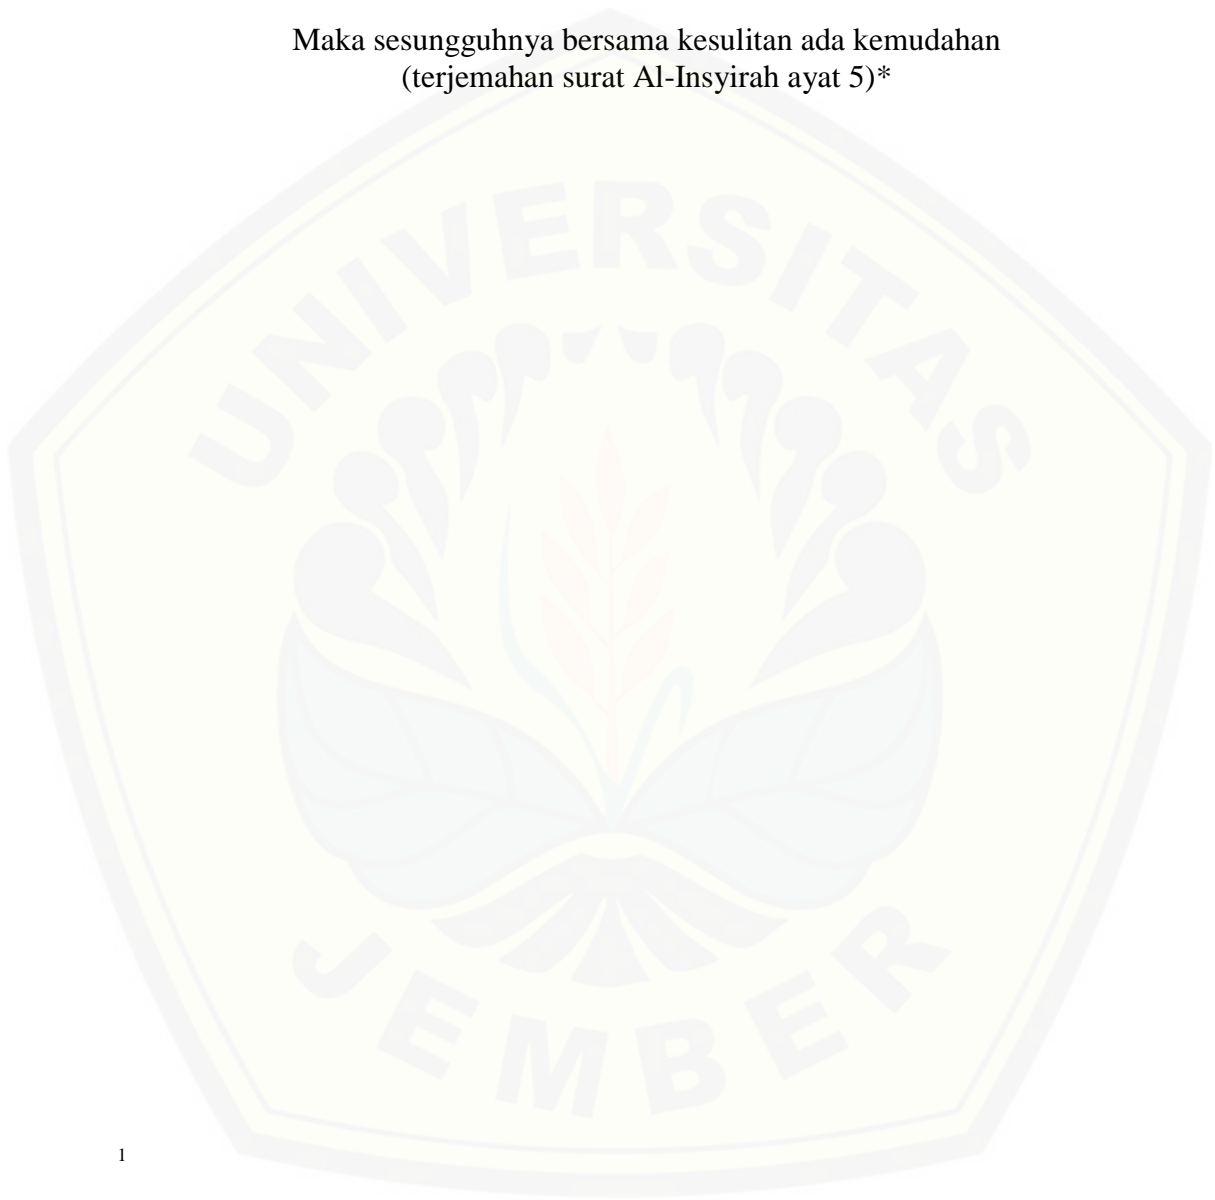 Maka sesungguhnya bersama kesulitan ada kemudahan
(terjemahan surat Al-Insyirah ayat 5)*
UNIVERSITAS
JEMBER
1